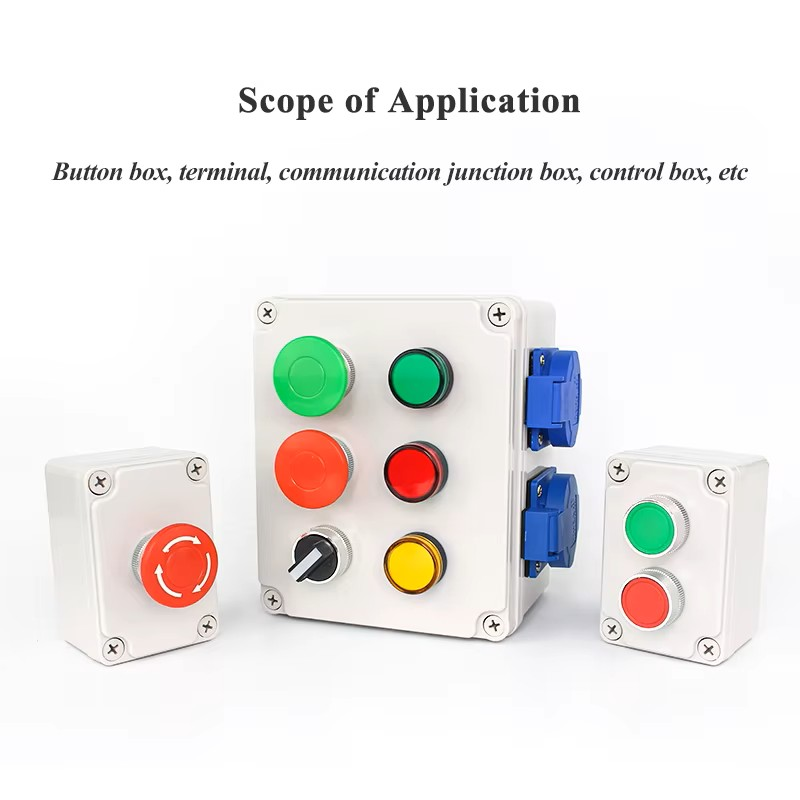 Scope of Application
Button box, terminal, communication junction box, control box, etc